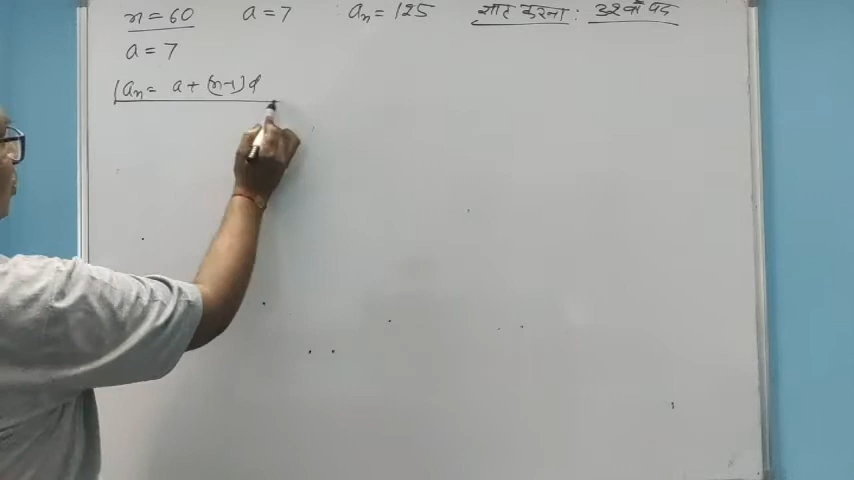 n = 60 a = 7 an = 125 ज्ञात करना : 32वाँ पद
a = 7
an = a + (n-1) d